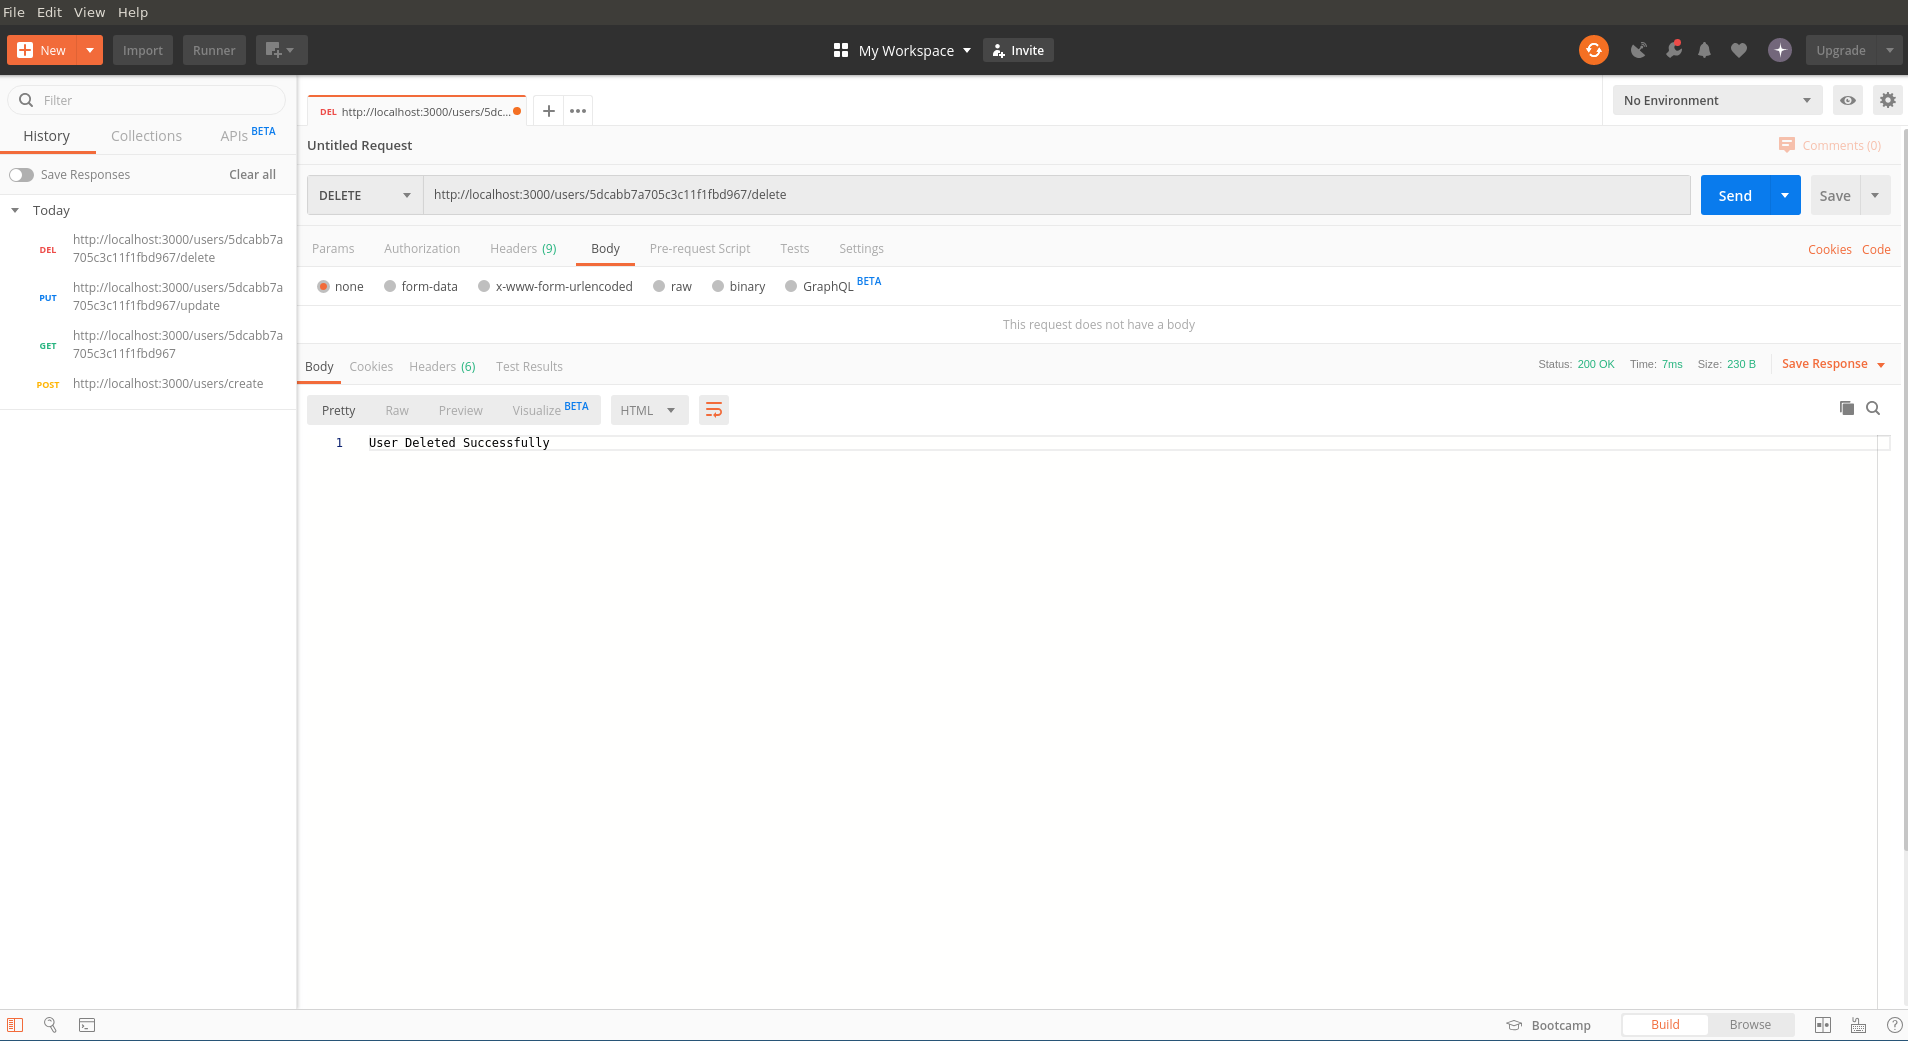 File Edit View Help
New Import Runner My Workspace Invite Upgrade
Filter
History Collections APIs BETA
Save Responses Clear all
Today
DEL http://localhost:3000/users/5dcabb7a
705c3c11f1fbd967/delete
PUT http://localhost:3000/users/5dcabb7a
705c3c11f1fbd967/update
GET http://localhost:3000/users/5dcabb7a
705c3c11f1fbd967
POST http://localhost:3000/users/create
DEL http://localhost:3000/users/5dc...
No Environment
Untitled Request Comments (0)
DELETE http://localhost:3000/users/5dcabb7a705c3c11f1fbd967/delete Send Save
Params Authorization Headers (9) Body Pre-request Script Tests Settings Cookies Code
none form-data x-www-form-urlencoded raw binary GraphQL BETA
This request does not have a body
Body Cookies Headers (6) Test Results Status: 200 OK Time: 7ms Size: 230 B Save Response
Pretty Raw Preview Visualize BETA HTML
1 User Deleted Successfully
Bootcamp Build Browse